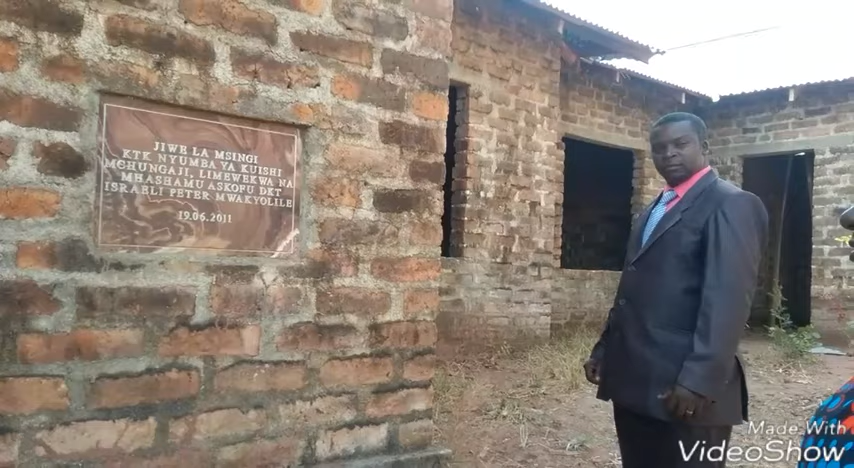 JIWE LA MSINGI
KTK NYUMBA YA KUISHI
MCHUNGAJI, LIMEWEKWA NA
MHASHAMU ASKOFU DKT
ISRAELI PETER MWAKYOLILE
19.06.2011
Made With
VideoShow